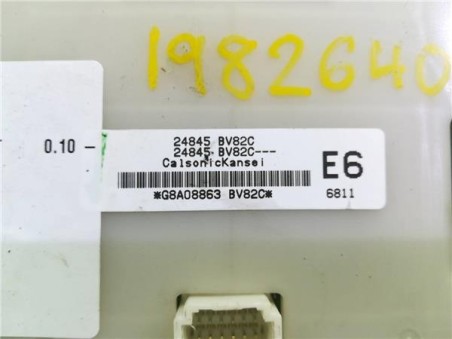 1982640
0.10 -
24845 BV82C
24845 BV82C---
CalsonicKansei
E6
*G8A08863 BV82C*
6811